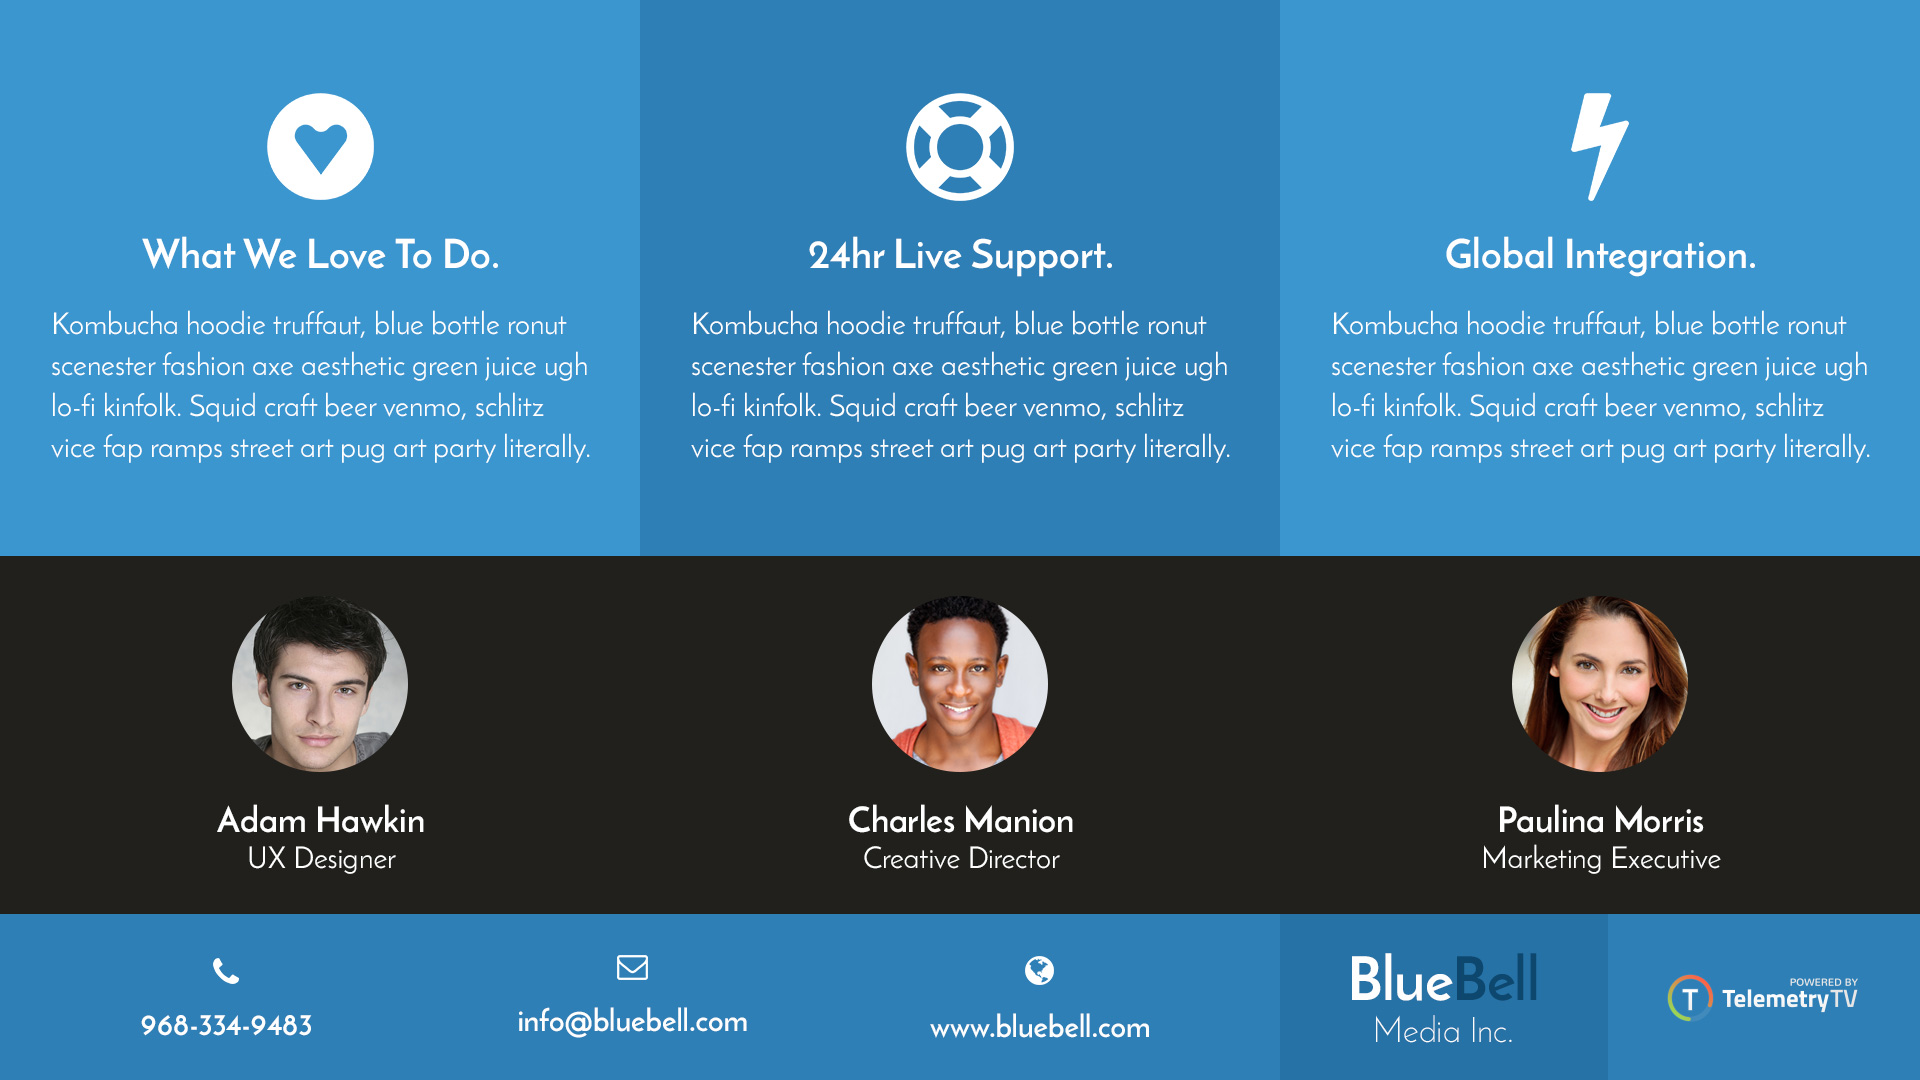 What We Love To Do.
Kombucha hoodie truffaut, blue bottle ronut
scenester fashion axe aesthetic green juice ugh
lo-fi kinfolk. Squid craft beer venmo, schlitz
vice fap ramps street art pug art party literally.
24hr Live Support.
Kombucha hoodie truffaut, blue bottle ronut
scenester fashion axe aesthetic green juice ugh
lo-fi kinfolk. Squid craft beer venmo, schlitz
vice fap ramps street art pug art party literally.
Global Integration.
Kombucha hoodie truffaut, blue bottle ronut
scenester fashion axe aesthetic green juice ugh
lo-fi kinfolk. Squid craft beer venmo, schlitz
vice fap ramps street art pug art party literally.
Adam Hawkin
UX Designer
Charles Manion
Creative Director
Paulina Morris
Marketing Executive
968-334-9483
info@bluebell.com
www.bluebell.com
BlueBell
Media Inc.
POWERED BY
T TelemetryTV